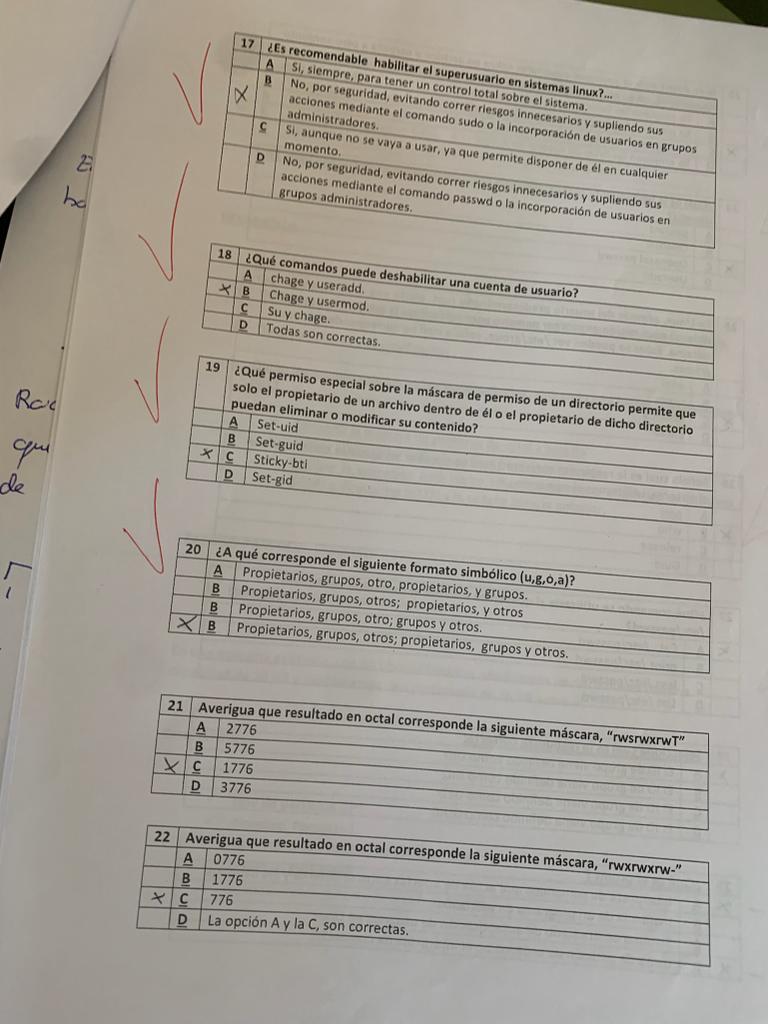 17 ¿Es recomendable habilitar el superusuario en sistemas linux?...
A Si, siempre, para tener un control total sobre el sistema.
X B No, por seguridad, evitando correr riesgos innecesarios y supliendo sus
acciones mediante el comando sudo o la incorporación de usuarios en grupos
administradores.
C Si, aunque no se vaya a usar, ya que permite disponer de él en cualquier
momento.
D No, por seguridad, evitando correr riesgos innecesarios y supliendo sus
acciones mediante el comando passwd o la incorporación de usuarios en
grupos administradores.
18 ¿Qué comandos puede deshabilitar una cuenta de usuario?
A chage y useradd.
X B Chage y usermod.
C Su y chage.
D Todas son correctas.
19 ¿Qué permiso especial sobre la máscara de permiso de un directorio permite que
solo el propietario de un archivo dentro de él o el propietario de dicho directorio
puedan eliminar o modificar su contenido?
A Set-uid
B Set-guid
X C Sticky-bti
D Set-gid
20 ¿A qué corresponde el siguiente formato simbólico (u,g,o,a)?
A Propietarios, grupos, otro, propietarios, y grupos.
B Propietarios, grupos, otros; propietarios, y otros
B Propietarios, grupos, otro; grupos y otros.
X B Propietarios, grupos, otros; propietarios, grupos y otros.
21 Averigua que resultado en octal corresponde la siguiente máscara, “rwsrwxrwT”
A 2776
B 5776
X C 1776
D 3776
22 Averigua que resultado en octal corresponde la siguiente máscara, “rwxrwxrw-”
A 0776
B 1776
X C 776
D La opción A y la C, son correctas.
de